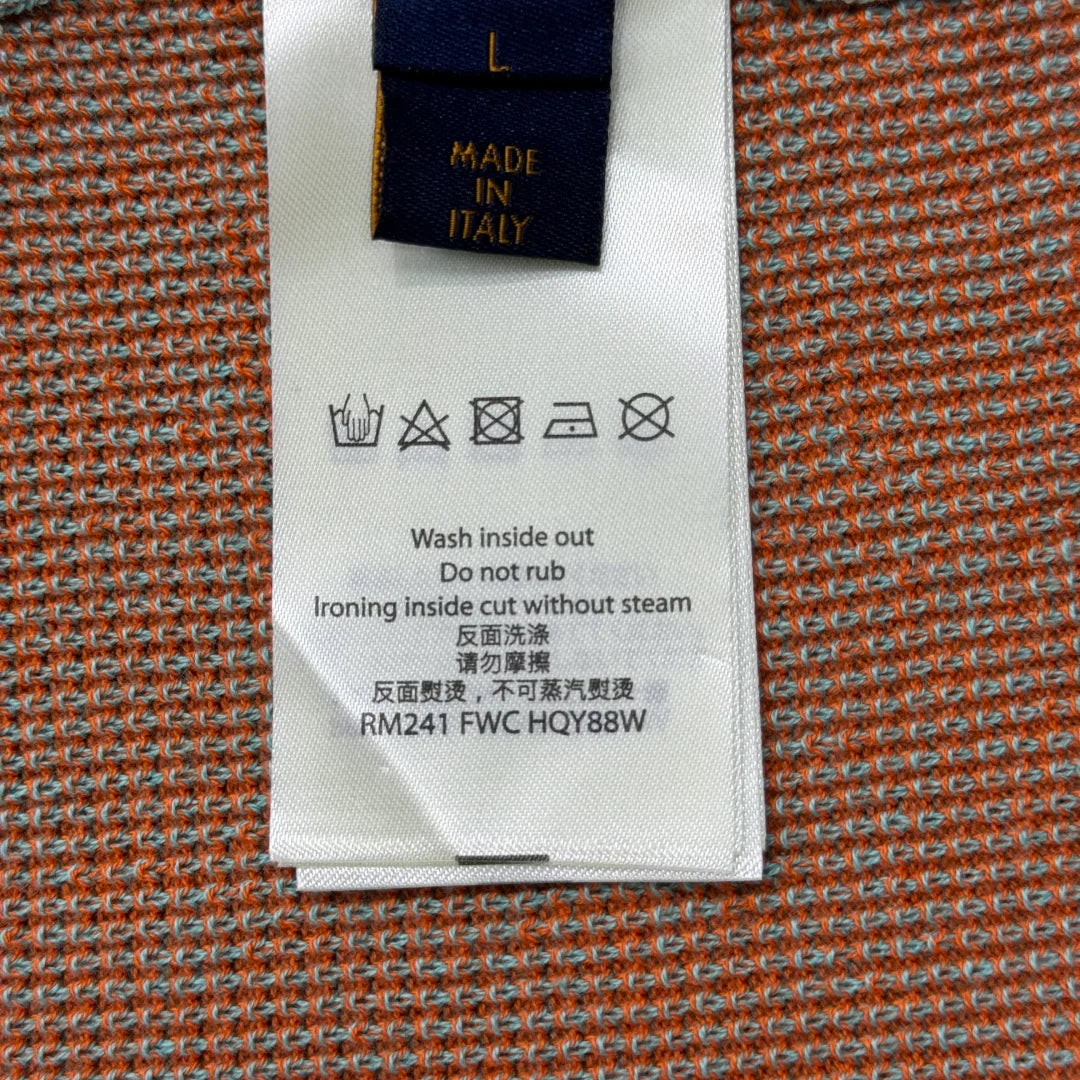 L
MADE
IN
ITALY
Wash inside out
Do not rub
Ironing inside cut without steam
反面洗涤
请勿摩擦
反面熨烫，不可蒸汽熨烫
RM241 FWC HQY88W